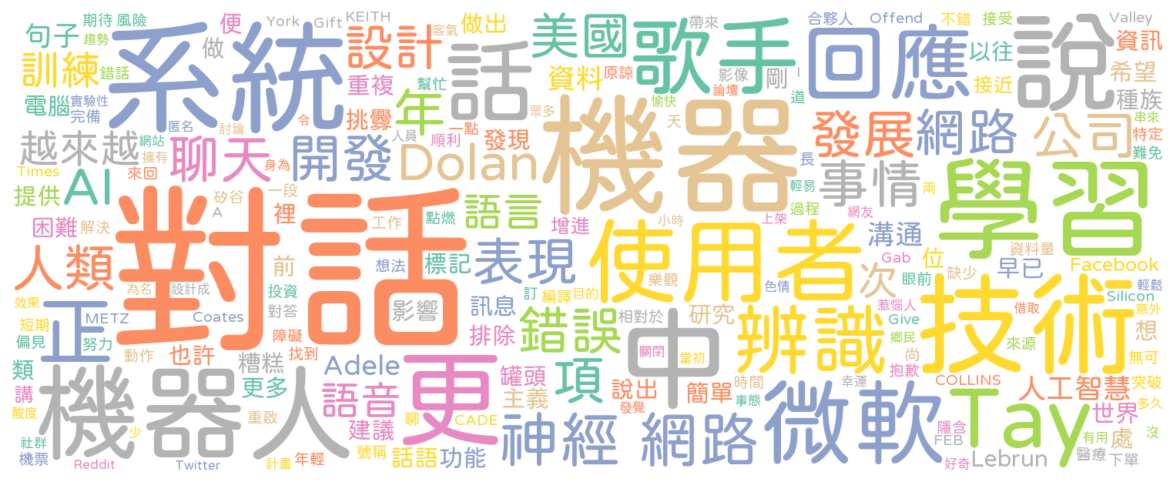 句子
期待
風險
趨勢
訓練
錯話
電腦
實驗性
完備
匿名
討論
系統
便
做
York
Gift
KEITH
設計
客氣
做出
重複
幫忙
年
話
挑釁
令
人員
一點
順利
發現
美國
資料
原諒
歌手
帶來
影像
論壇
剛
愉快
天
I
道
合夥人
Offend
不錯
接受
Valley
回應
以往
接近
說
資訊
希望
種族
越來越
網站
擁有
聊天
開發
Dolan
機器
發展
網路
公司
串來
特定
難免
Times
提供
AI
來回
身為
矽谷
A
一段
裡
工作
點燃
語言
增進
小時
長
輕易
過程
上架
事情
網友
兩
學習
困難
解決
人類
對話
前
想法
標記
表現
使用者
溝通
次
位
Gab
眼前
缺少
早已
資料量
Facebook
輕鬆
效果
為名
設計成
投資
對答
影響
訊息
訂
編譯
目的
樂觀
色情
惹惱人
Silicon
短期
偏見
正
METZ
努力
Coates
障礙
找到
排除
錯誤
相對於
研究
中
辨識
Give
鄉民
尚
抱歉
來源
借取
技術
意外
想
無可
類
講
酸度
動作
也許
糟糕
更多
重啟
Adele
更
罐頭
主義
項
說出
發覺
關閉
當初
簡單
時間
事態
幸運
COLLINS
人工智慧
突破
多久
世界
社群
機票
機器人
少
語音
建議
聊
CADE
號稱
話語
功能
神經 網路
微軟
Tay
隱含
FEB
好奇
Lebrun
處
有用
醫療
沒
下單
Reddit
Twitter
計畫
年輕